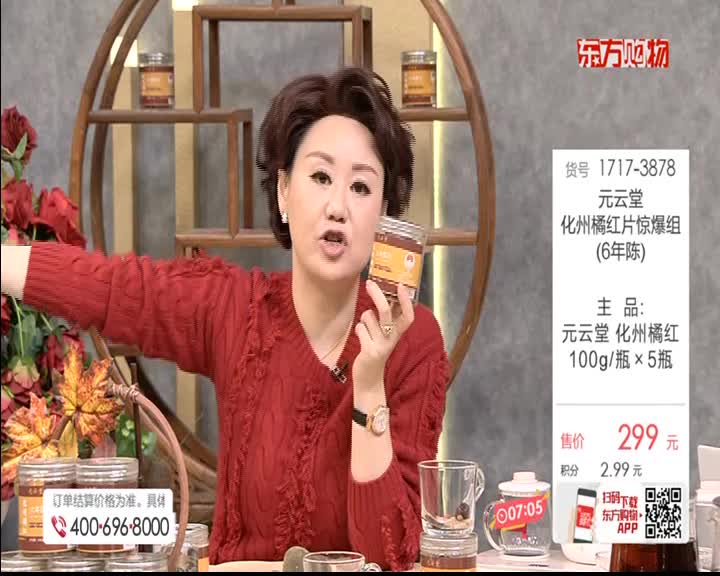 东方购物
货号 1717-3878
元云堂
化州橘红片惊爆组
(6年陈)
主 品:
元云堂 化州橘红
100g/瓶×5瓶
售价 299 元
积分 2.99 元
扫码下载
东方购物
APP
07:05
订单结算价格为准。具体
400-696-8000